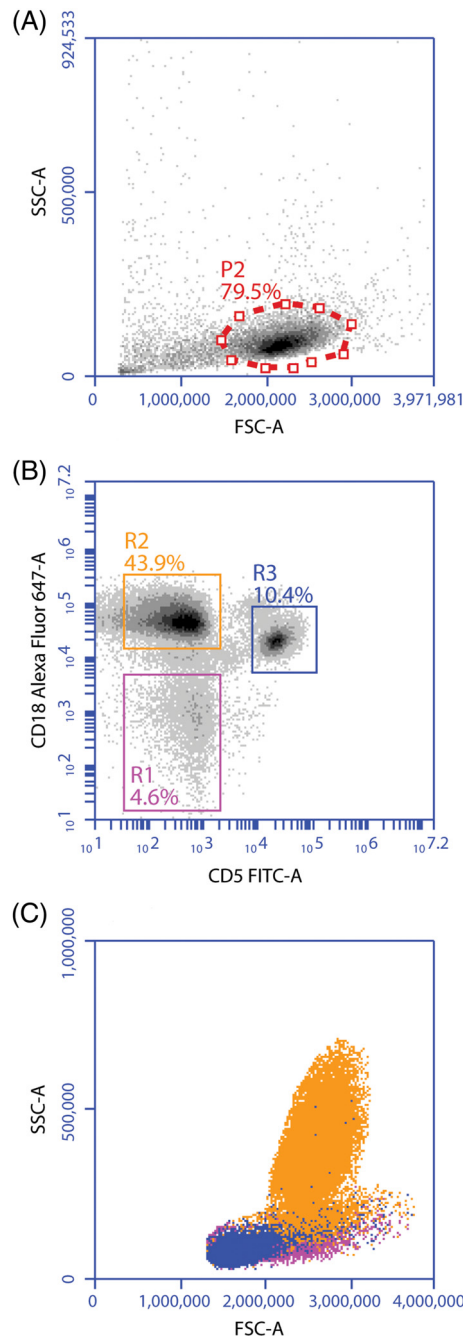 (A)
924,533
500,000
0
SSC-A
P2
79.5%
0 1,000,000 2,000,000 3,000,000 3,971,981
FSC-A
(B)
10 7.2
10 6
10 5
10 4
10 3
10 2
10 1
CD18 Alexa Fluor 647-A
R2
43.9%
R3
10.4%
R1
4.6%
10 1 10 2 10 3 10 4 10 5 10 6 10 7.2
CD5 FITC-A
(C)
1,000,000
500,000
0
SSC-A
0 1,000,000 2,000,000 3,000,000 4,000,000
FSC-A